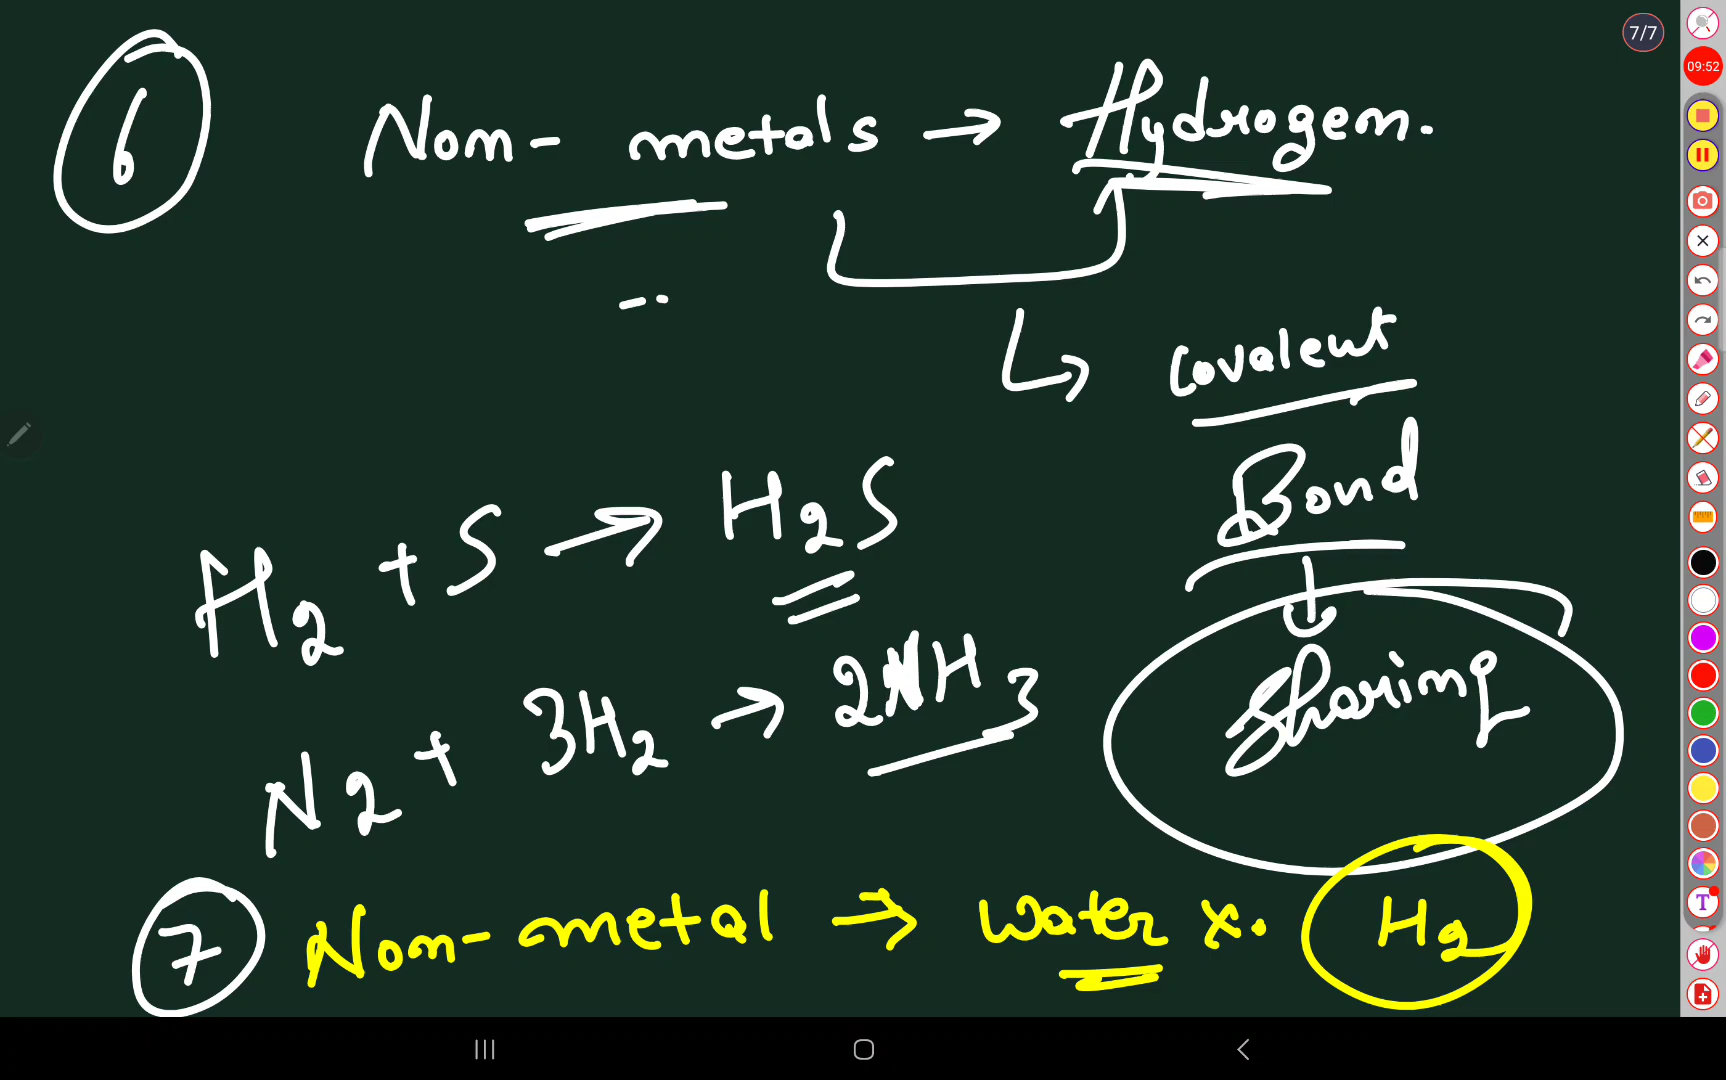 7/7
09:52
6 Non- metals → Hydrogen.
Covalent
Bond
Sharing
H2 + S → H2S
N2 + 3H2 → 2NH3
7 Non-metal → water x. H2
T